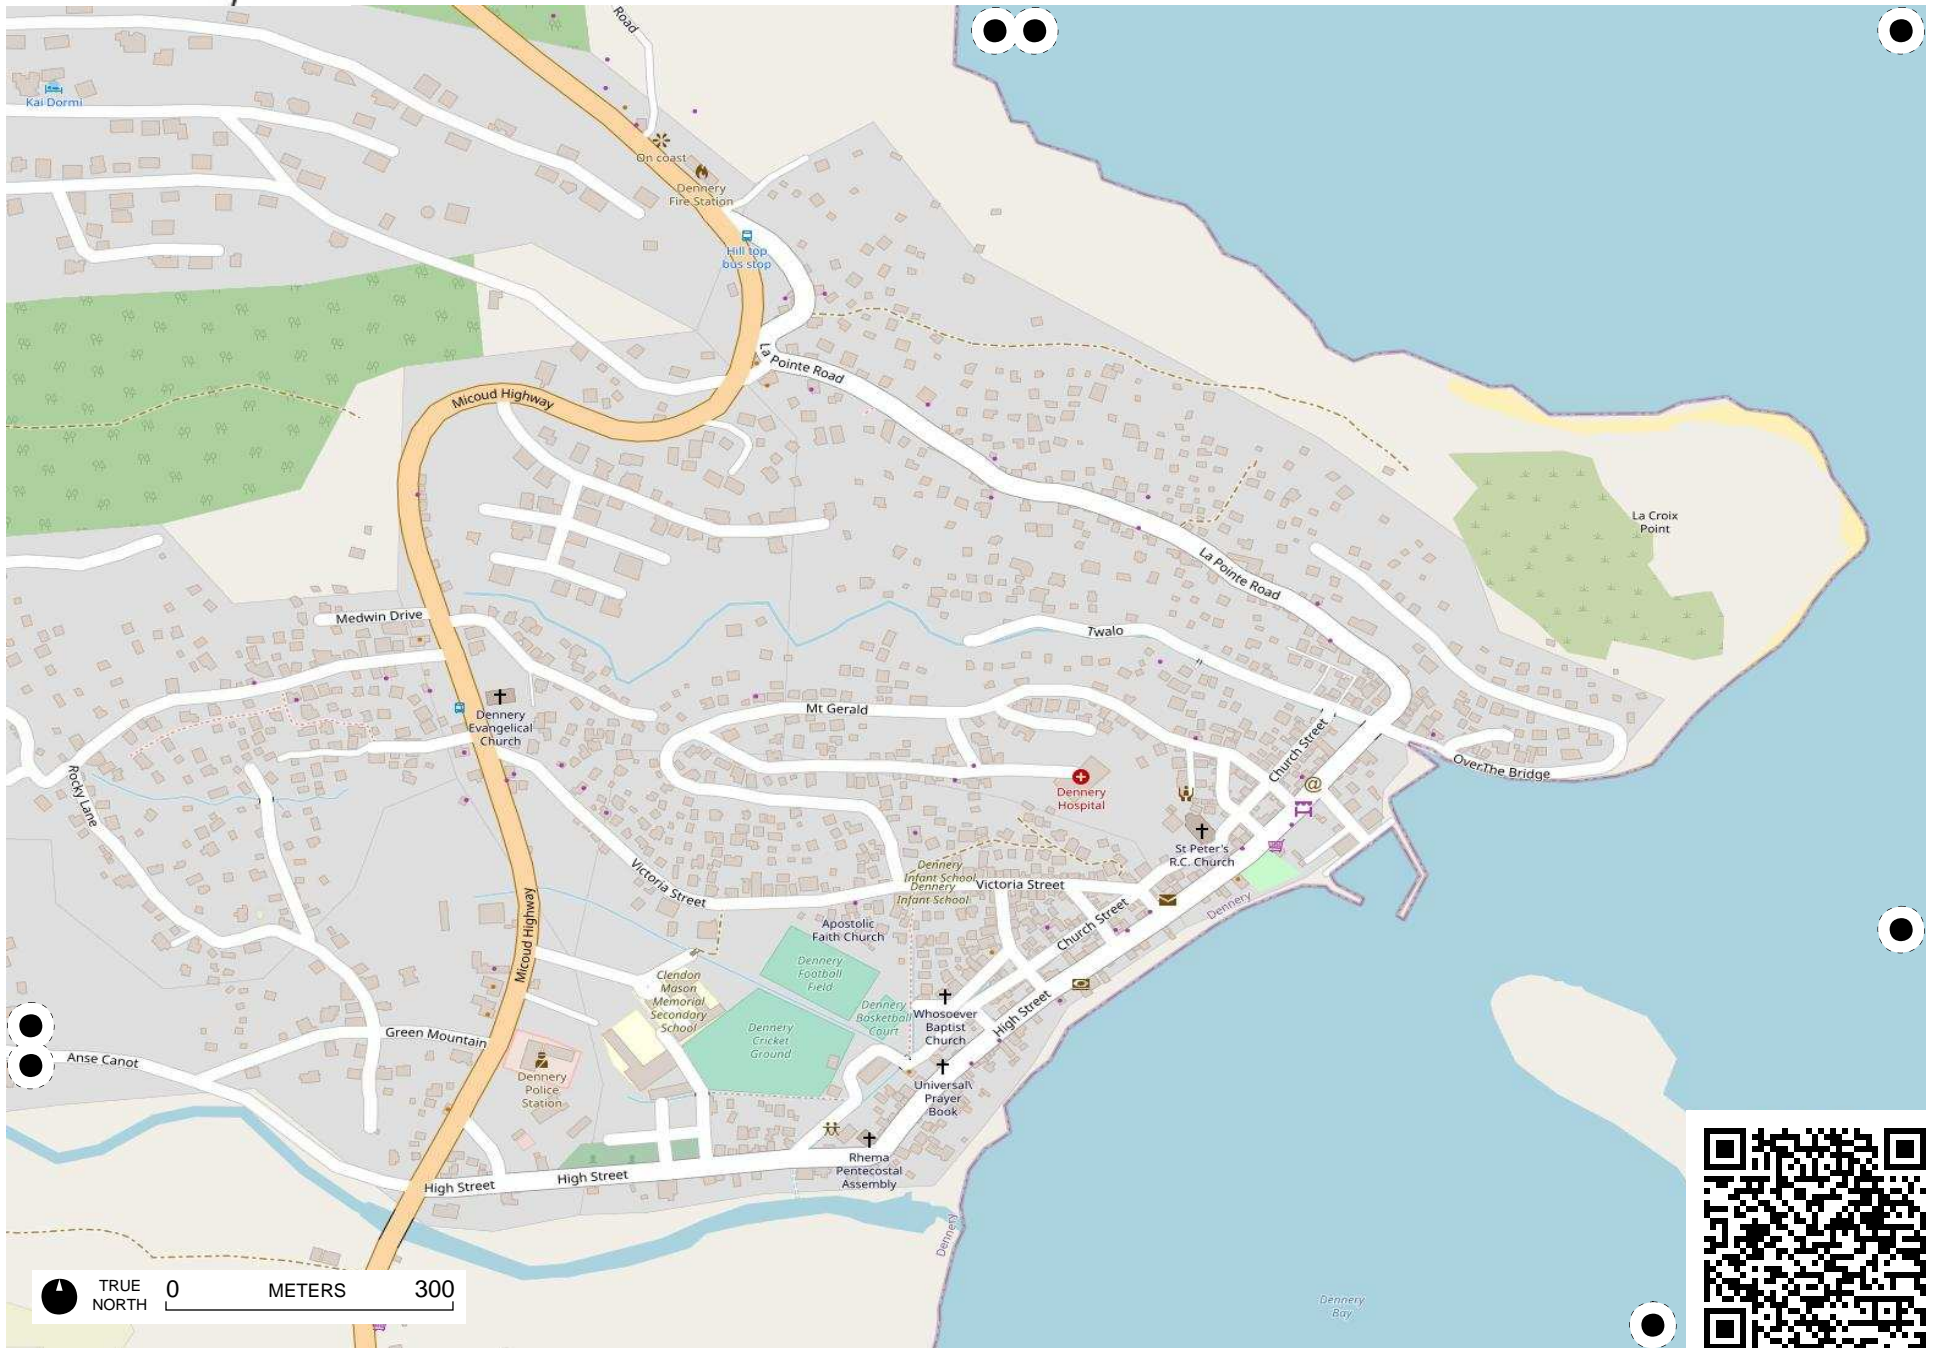 Road
Kai Dormi
On coast
Dennery
Fire Station
Hill top
bus stop
La Pointe Road
Micoud Highway
La Croix
Point
La Pointe Road
Medwin Drive
Twalo
Dennery
Evangelical
Church
Mt Gerald
Church Street
Over The Bridge
Rocky Lane
Dennery
Hospital
@
St Peter's
R.C. Church
Victoria Street
Dennery
Infant School
Dennery
Infant School
Victoria Street
Dennery
Micoud Highway
Apostolic
Faith Church
Church Street
Dennery
Football
Field
Clendon
Mason
Memorial
Secondary
School
Dennery
Basketball
Court
Whosoever
Baptist
Church
High Street
Dennery
Cricket
Ground
Green Mountain
Anse Canot
Dennery
Police
Station
Universal\
Prayer
Book
Rhema
Pentecostal
Assembly
High Street
High Street
Dennery
TRUE
NORTH
0 METERS 300
Dennery
Bay